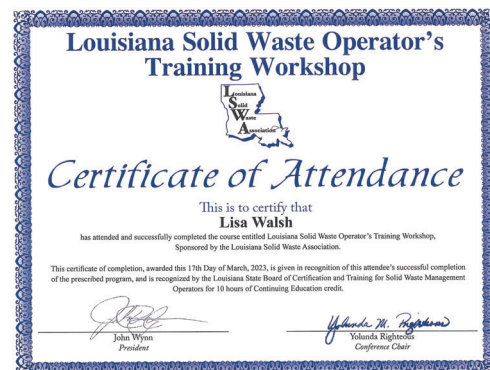 Louisiana Solid Waste Operator's
Training Workshop
Louisiana
Solid
Waste
Association
Certificate of Attendance
This is to certify that
Lisa Walsh
has attended and successfully completed the course entitled Louisiana Solid Waste Operator's Training Workshop,
Sponsored by the Louisiana Solid Waste Association.
This certificate of completion, awarded this 17th Day of March, 2023, is given in recognition of this attendee's successful completion
of the prescribed program, and is recognized by the Louisiana State Board of Certification and Training for Solid Waste Management
Operators for 10 hours of Continuing Education credit.
Yolunda M. Righteous
John Wynn
Yolunda Righteous
President
Conference Chair